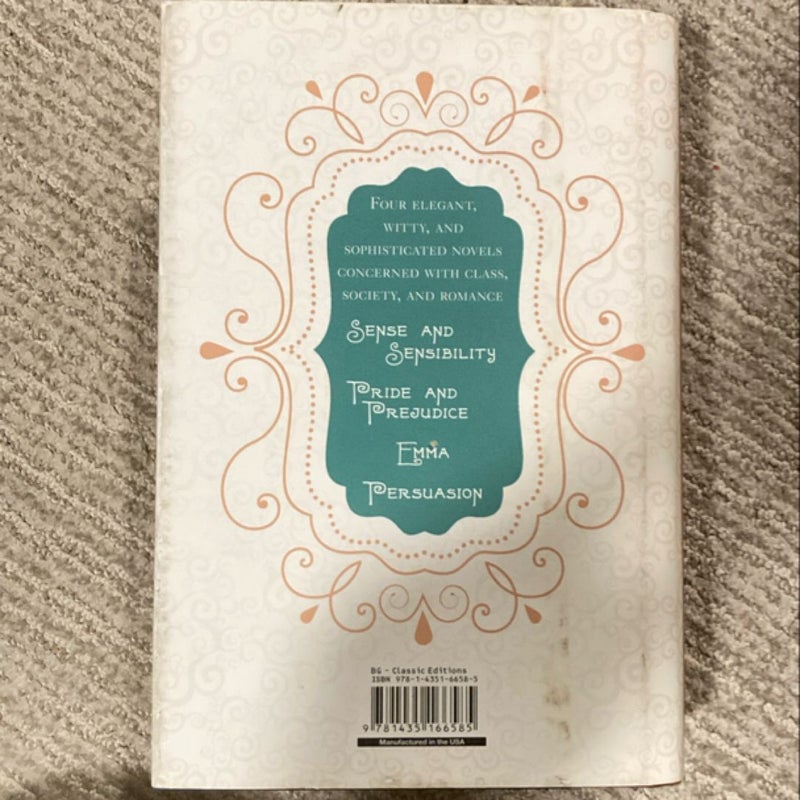 FOUR ELEGANT,
WITTY, AND
SOPHISTICATED NOVELS
CONCERNED WITH CLASS,
SOCIETY, AND ROMANCE
SENSE AND
SENSIBILITY
PRIDE AND
PREJUDICE
EMMA
PERSUASION
BG - Classic Editions
ISBN 978-1-4351-6658-5
9 781435 166585
Manufactured in the USA